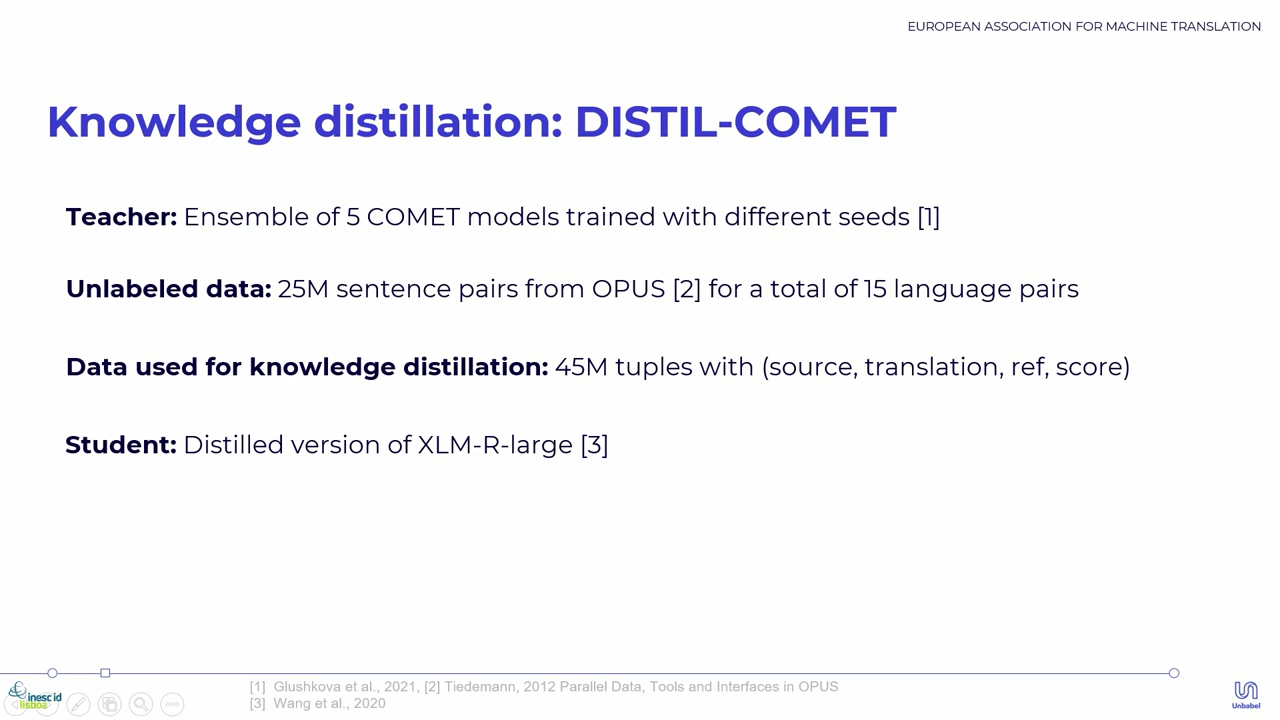 EUROPEAN ASSOCIATION FOR MACHINE TRANSLATION
Knowledge distillation: DISTIL-COMET
Teacher: Ensemble of 5 COMET models trained with different seeds [1]
Unlabeled data: 25M sentence pairs from OPUS [2] for a total of 15 language pairs
Data used for knowledge distillation: 45M tuples with (source, translation, ref, score)
Student: Distilled version of XLM-R-large [3]
[1] Glushkova et al., 2021, [2] Tiedemann, 2012 Parallel Data, Tools and Interfaces in OPUS
[3] Wang et al., 2020
inesc id
lisboa
Unbabel